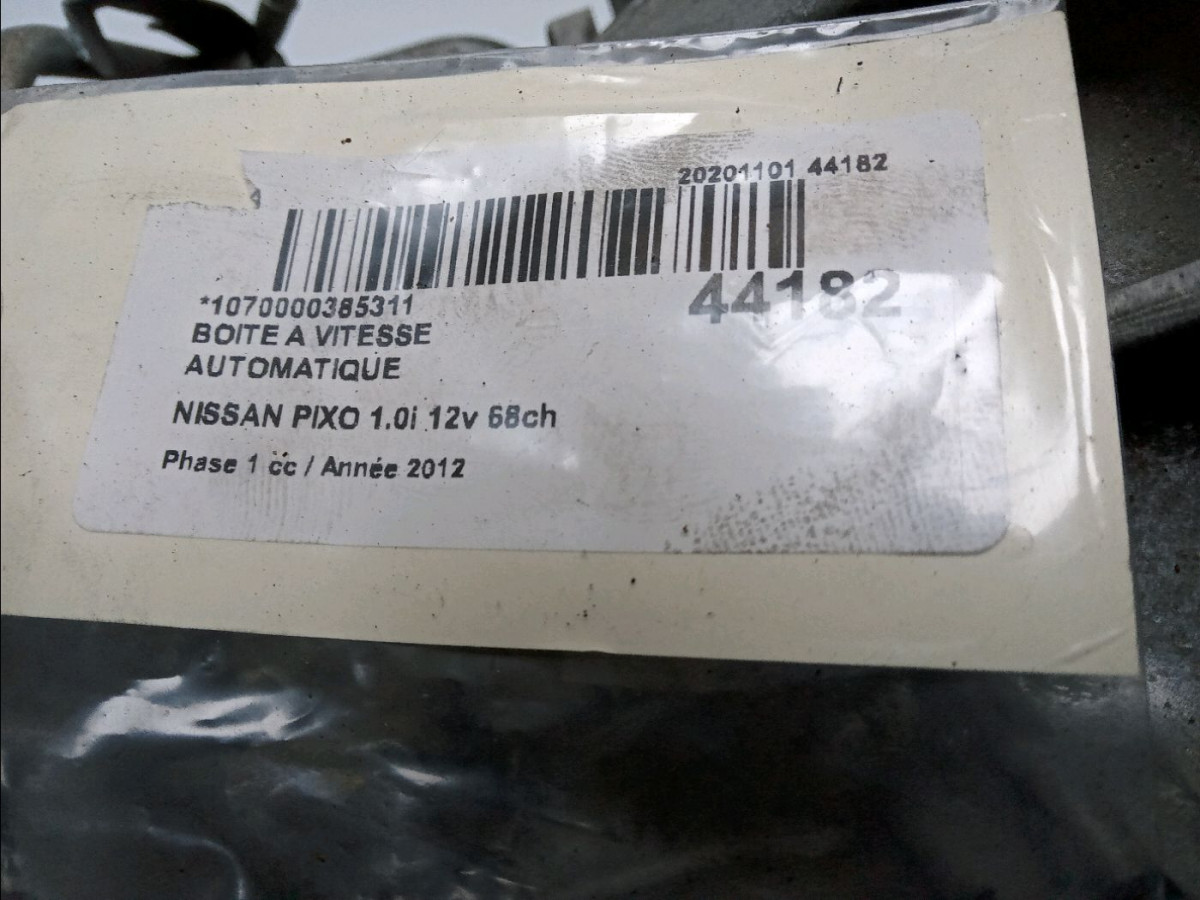 20201101 44182
*1070000385311
44182
BOITE A VITESSE
AUTOMATIQUE
NISSAN PIXO 1.0i 12v 68ch
Phase 1 cc / Année 2012